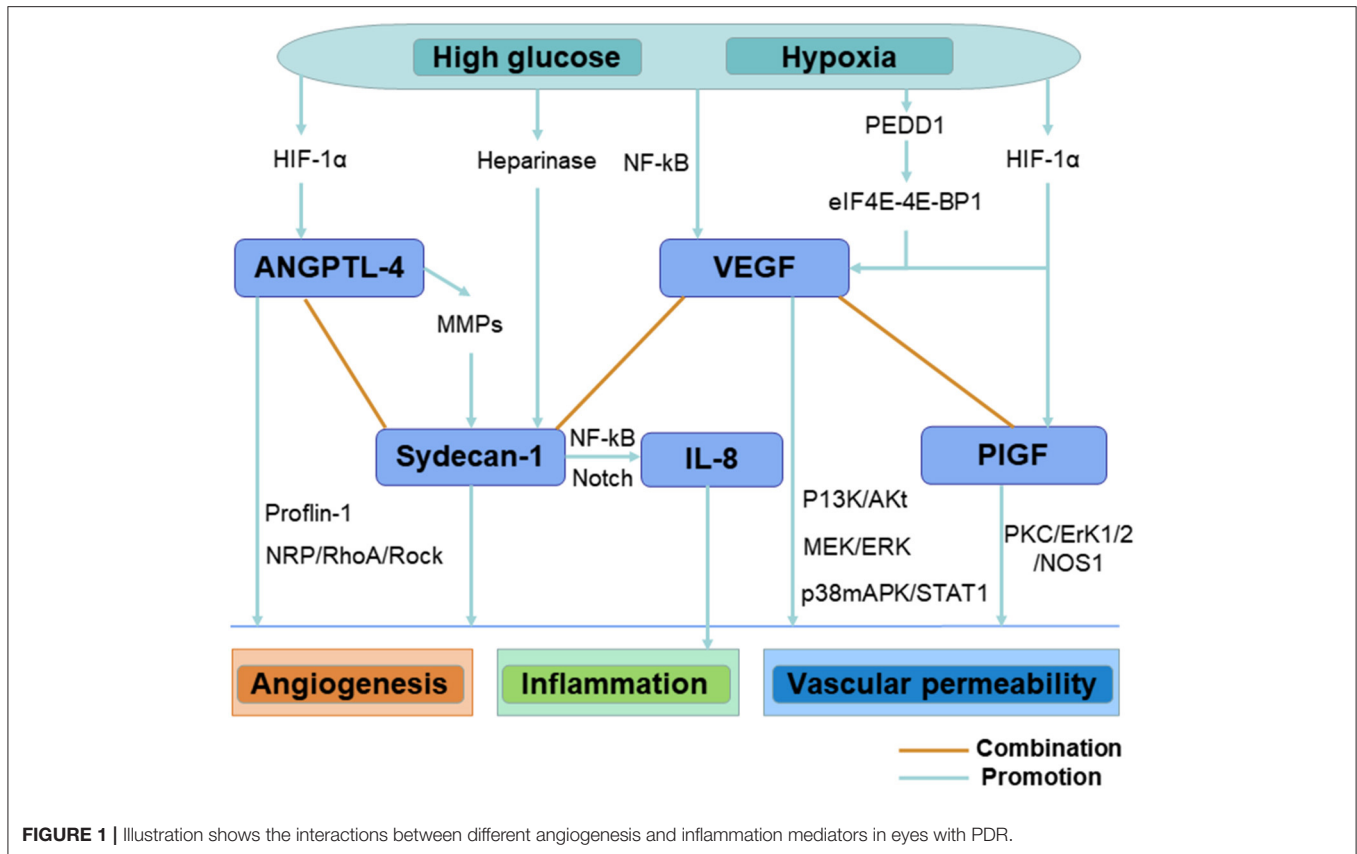 High glucose
Hypoxia
PEDD1
HIF-1α
Heparinase
NF-kB
HIF-1α
eIF4E-4E-BP1
ANGPTL-4
VEGF
MMPs
Sydecan-1
NF-kB
Notch
IL-8
PIGF
Proflin-1
NRP/RhoA/Rock
P13K/AKt
MEK/ERK
p38mAPK/STAT1
PKC/ErK1/2
/NOS1
Angiogenesis
Inflammation
Vascular permeability
Combination
Promotion
FIGURE 1 | Illustration shows the interactions between different angiogenesis and inflammation mediators in eyes with PDR.